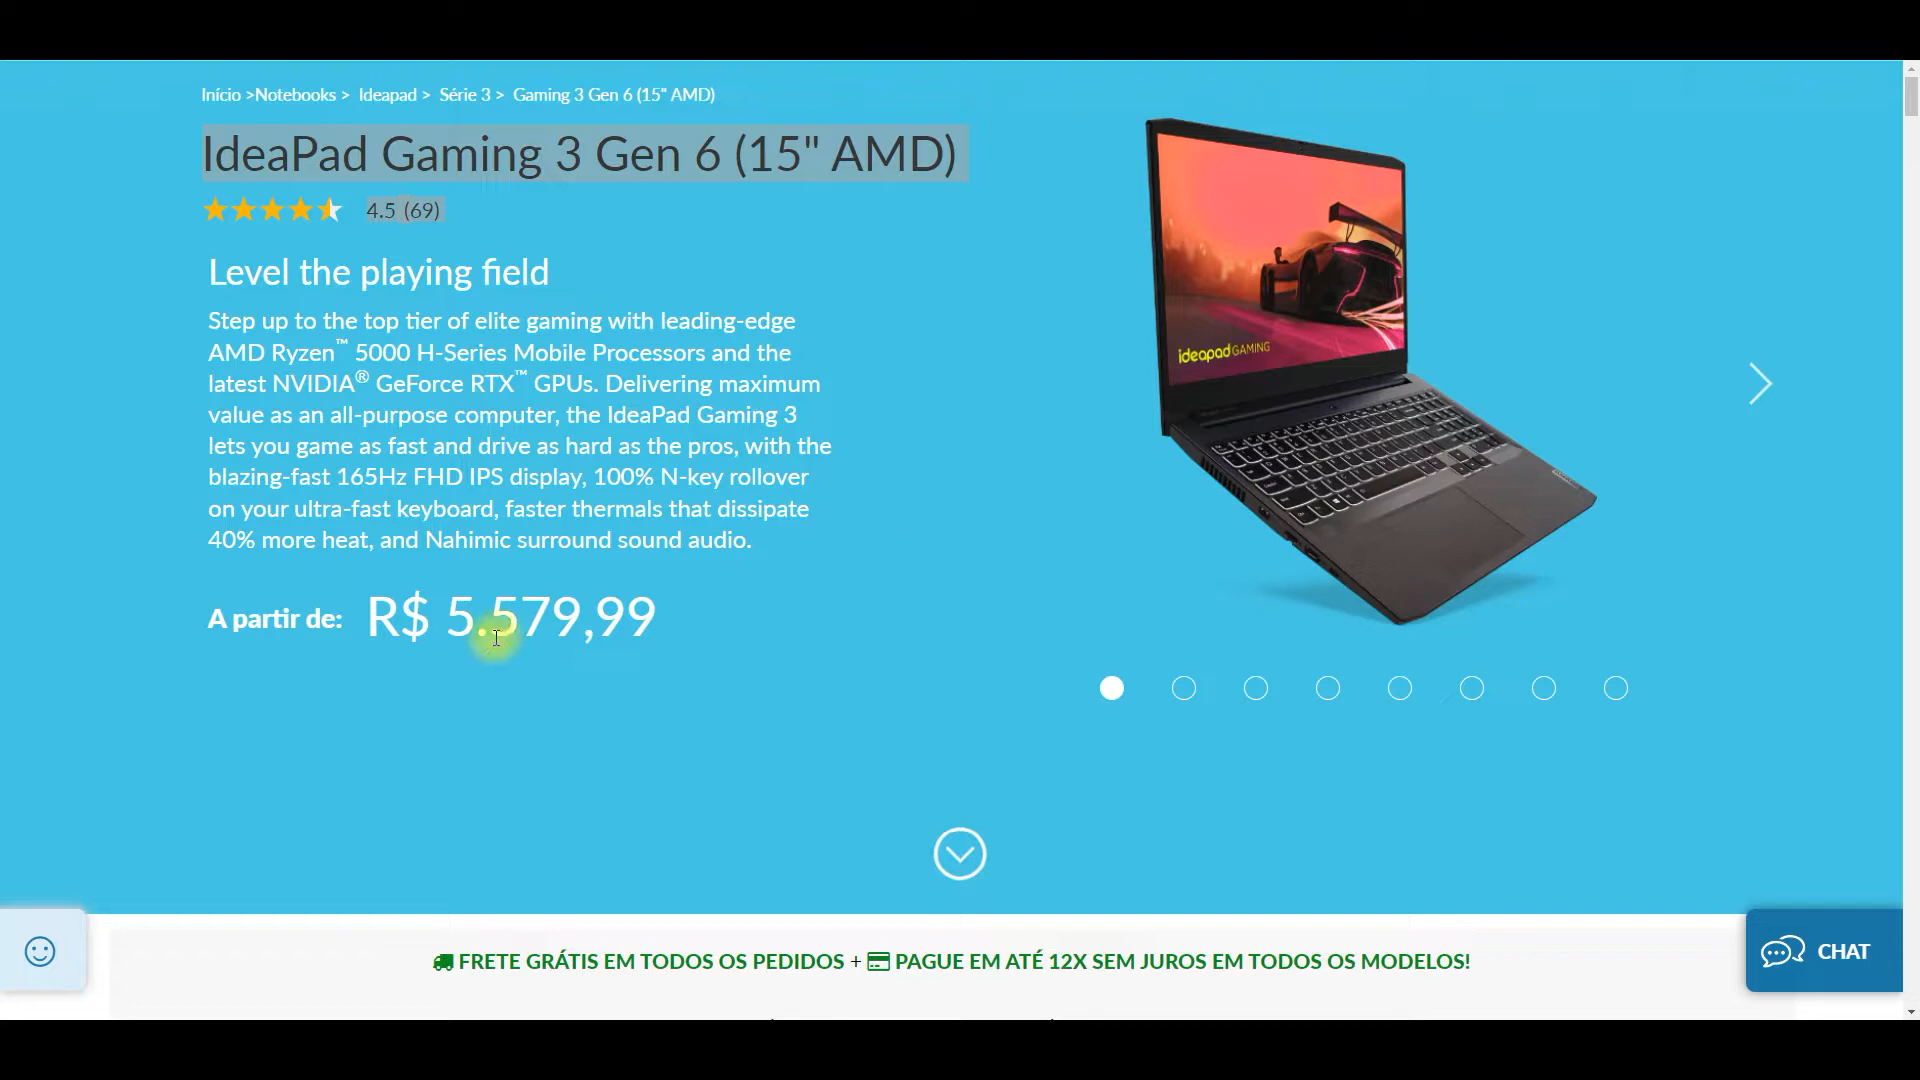 Início >Notebooks > Ideapad > Série 3 > Gaming 3 Gen 6 (15" AMD)
IdeaPad Gaming 3 Gen 6 (15" AMD)
4.5 (69)
Level the playing field
Step up to the top tier of elite gaming with leading-edge
AMD Ryzen™ 5000 H-Series Mobile Processors and the
latest NVIDIA® GeForce RTX™ GPUs. Delivering maximum
value as an all-purpose computer, the IdeaPad Gaming 3
lets you game as fast and drive as hard as the pros, with the
blazing-fast 165Hz FHD IPS display, 100% N-key rollover
on your ultra-fast keyboard, faster thermals that dissipate
40% more heat, and Nahimic surround sound audio.
A partir de: R$ 5.579,99
ideapad GAMING
FRETE GRÁTIS EM TODOS OS PEDIDOS + PAGUE EM ATÉ 12X SEM JUROS EM TODOS OS MODELOS!
CHAT